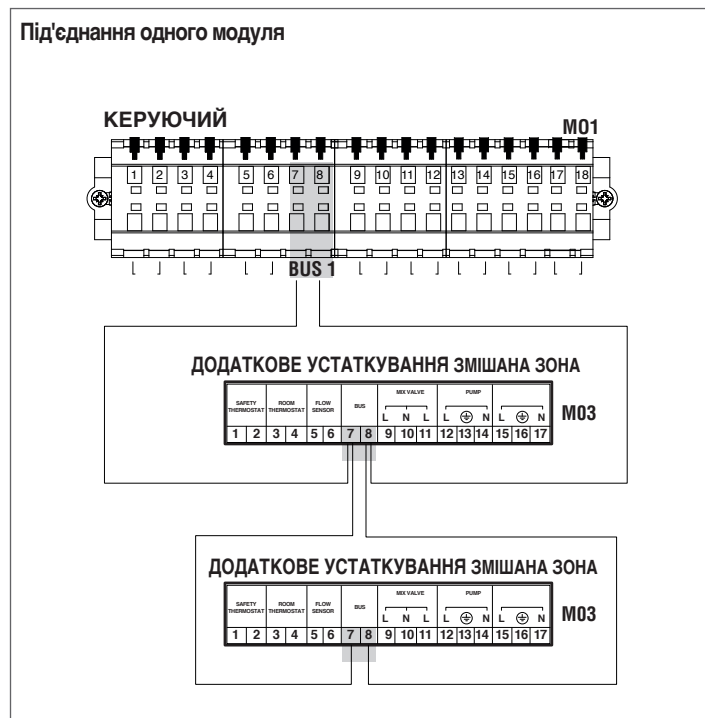 Під'єднання одного модуля
КЕРУЮЧИЙ M01
1 2 3 4 5 6 7 8 9 10 11 12 13 14 15 16 17 18
BUS 1
ДОДАТКОВЕ УСТАТКУВАННЯ ЗМІШАНА ЗОНА
MIX VALVE PUMP
SAFETY THERMOSTAT ROOM THERMOSTAT FLOW SENSOR BUS
L N L L N L N
M03
1 2 3 4 5 6 7 8 9 10 11 12 13 14 15 16 17
ДОДАТКОВЕ УСТАТКУВАННЯ ЗМІШАНА ЗОНА
MIX VALVE PUMP
SAFETY THERMOSTAT ROOM THERMOSTAT FLOW SENSOR BUS
L N L L N L N
M03
1 2 3 4 5 6 7 8 9 10 11 12 13 14 15 16 17